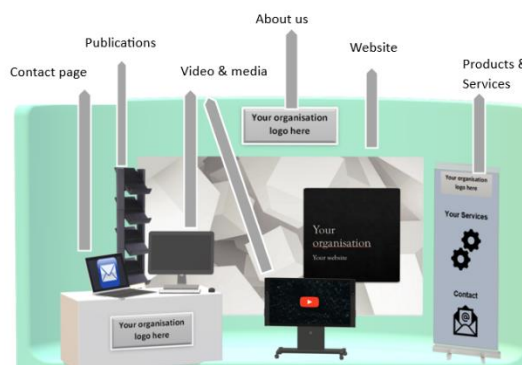 About us
Publications
Website
Contact page
Video & media
Products &
Services
Your organisation
logo here
Your organisation
logo here
Your Services
Your
organisation
Your website
Contact
Your organisation
logo here